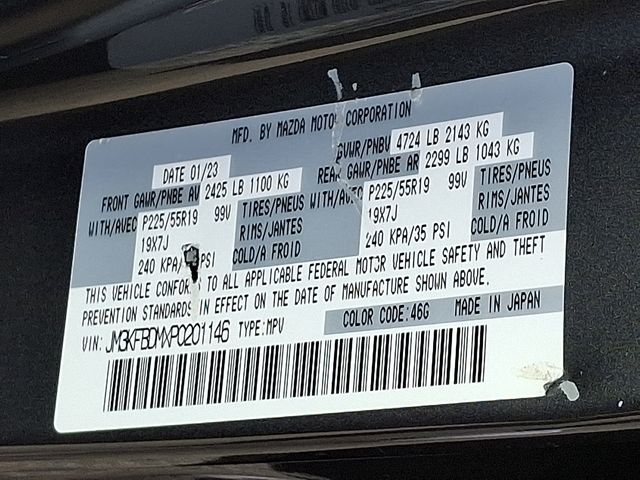 MFD. BY MAZDA MOTOR CORPORATION
DATE 01/23 GVWR/PNBV 4724 LB 2143 KG
FRONT GAWR/PNBE AV 2425 LB 1100 KG REAR GAWR/PNBE AR 2299 LB 1043 KG
WITH/AVEC P225/55R19 99V TIRES/PNEUS WITH/AVEC P225/55R19 99V TIRES/PNEUS
19X7J RIMS/JANTES 19X7J RIMS/JANTES
240 KPA/ PSI COLD/A FROID 240 KPA/35 PSI COLD/A FROID
THIS VEHICLE CONFORMS TO ALL APPLICABLE FEDERAL MOTOR VEHICLE SAFETY AND THEFT
PREVENTION STANDARDS IN EFFECT ON THE DATE OF MANUFACTURE SHOWN ABOVE.
VIN: JM3KFBDMXP0201146 TYPE:MPV COLOR CODE:46G MADE IN JAPAN